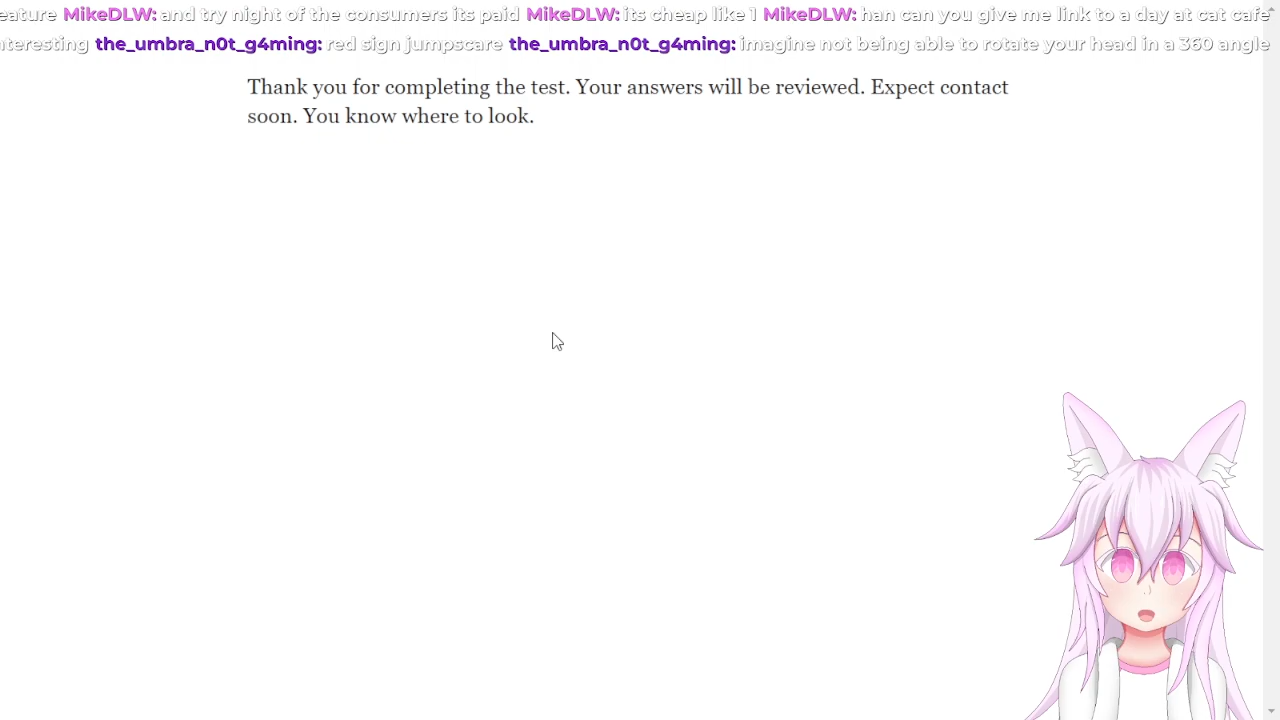 eature MikeDLW: and try night of the consumers its paid MikeDLW: its cheap like 1 MikeDLW: han can you give me link to a day at cat cafe
nteresting the_umbra_n0t_g4ming: red sign jumpscare the_umbra_n0t_g4ming: imagine not being able to rotate your head in a 360 angle
Thank you for completing the test. Your answers will be reviewed. Expect contact
soon. You know where to look.